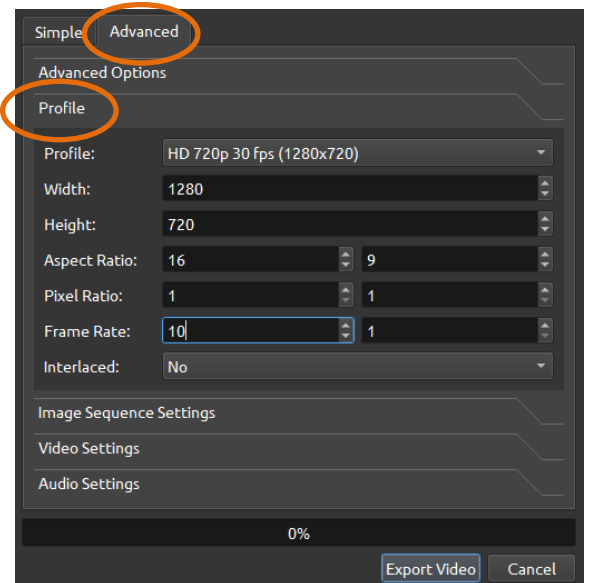 Simple Advanced
Advanced Options
Profile
Profile: HD 720p 30 fps (1280x720)
Width: 1280
Height: 720
Aspect Ratio: 16 9
Pixel Ratio: 1 1
Frame Rate: 10 1
Interlaced: No
Image Sequence Settings
Video Settings
Audio Settings
0%
Export Video Cancel